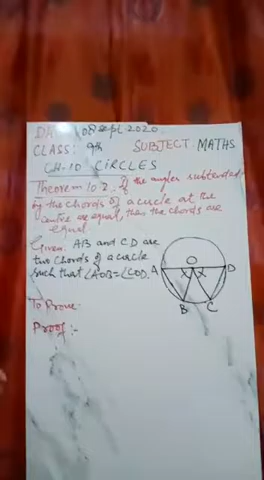 DA 08 Sept 2020
CLASS: 9th SUBJECT MATHS
CH-10 CIRCLES
Theorem 10.2: If the angles subtended
by the chords of a circle at the
centre are equal, then the chords are
equal.
Given: AB and CD are
two chords of a circle
such that ∠AOB=∠COD.
O
A
X X
D
B C
To Prove:
Proof :-